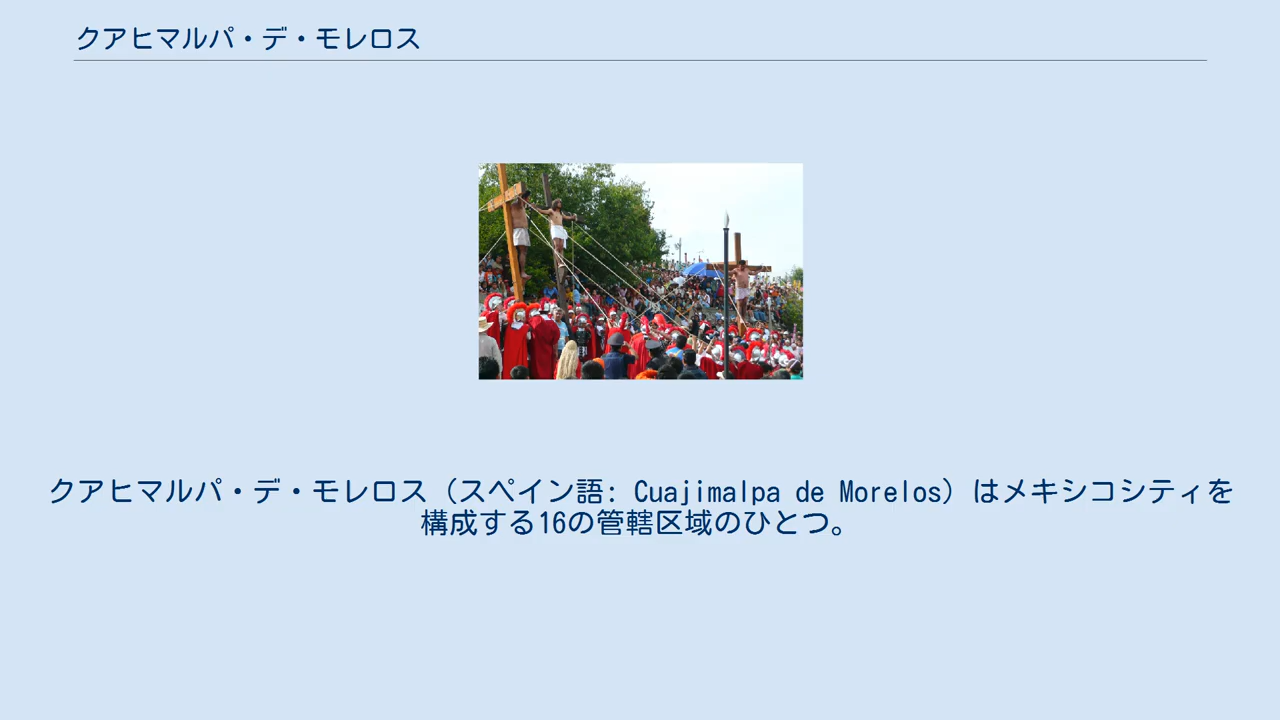 クアヒマルパ・デ・モレロス
クアヒマルパ・デ・モレロス（スペイン語: Cuajimalpa de Morelos）はメキシコシティを
構成する16の管轄区域のひとつ。